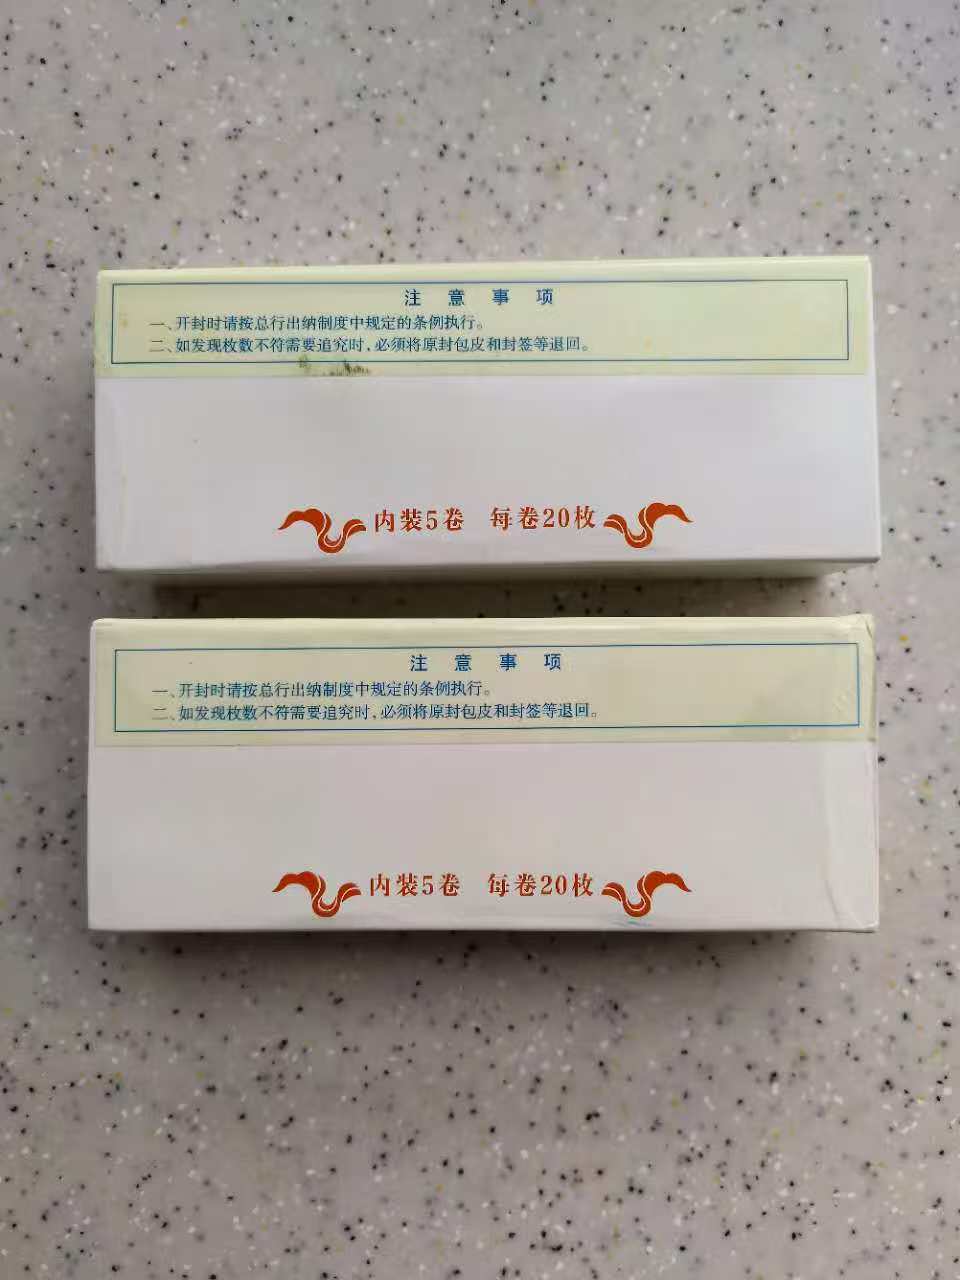 注意事项
一、开封时请按总行出纳制度中规定的条例执行。
二、如发现枚数不符需要追究时，必须将原封包皮和封签等退回。
内装5卷 每卷20枚
注意事项
一、开封时请按总行出纳制度中规定的条例执行。
二、如发现枚数不符需要追究时，必须将原封包皮和封签等退回。
内装5卷 每卷20枚